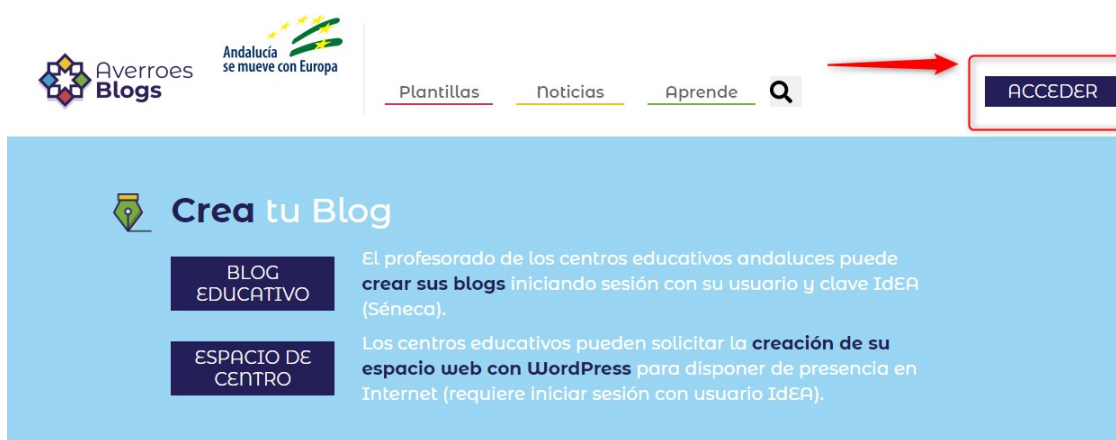 Averroes
Blogs
Andalucía
se mueve con Europa
Plantillas
Noticias
Aprende
ACCEDER
Crea tu Blog
BLOG
EDUCATIVO
El profesorado de los centros educativos andaluces puede
crear sus blogs iniciando sesión con su usuario y clave IdEA
(Séneca).
ESPACIO DE
CENTRO
Los centros educativos pueden solicitar la creación de su
espacio web con WordPress para disponer de presencia en
Internet (requiere iniciar sesión con usuario IdEA).